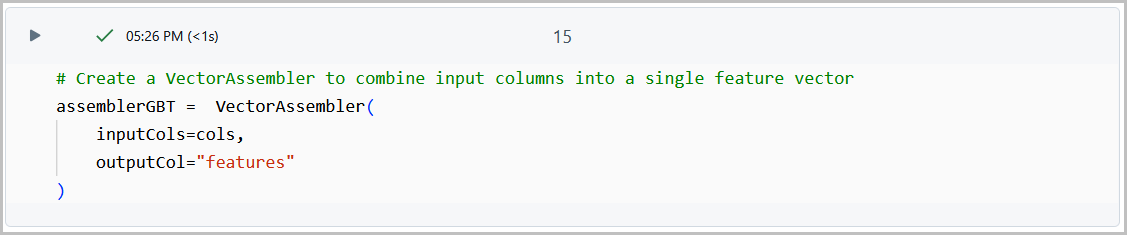 05:26 PM (<1s)
15
# Create a VectorAssembler to combine input columns into a single feature vector
assemblerGBT =  VectorAssembler(
    inputCols=cols,
    outputCol="features"
)